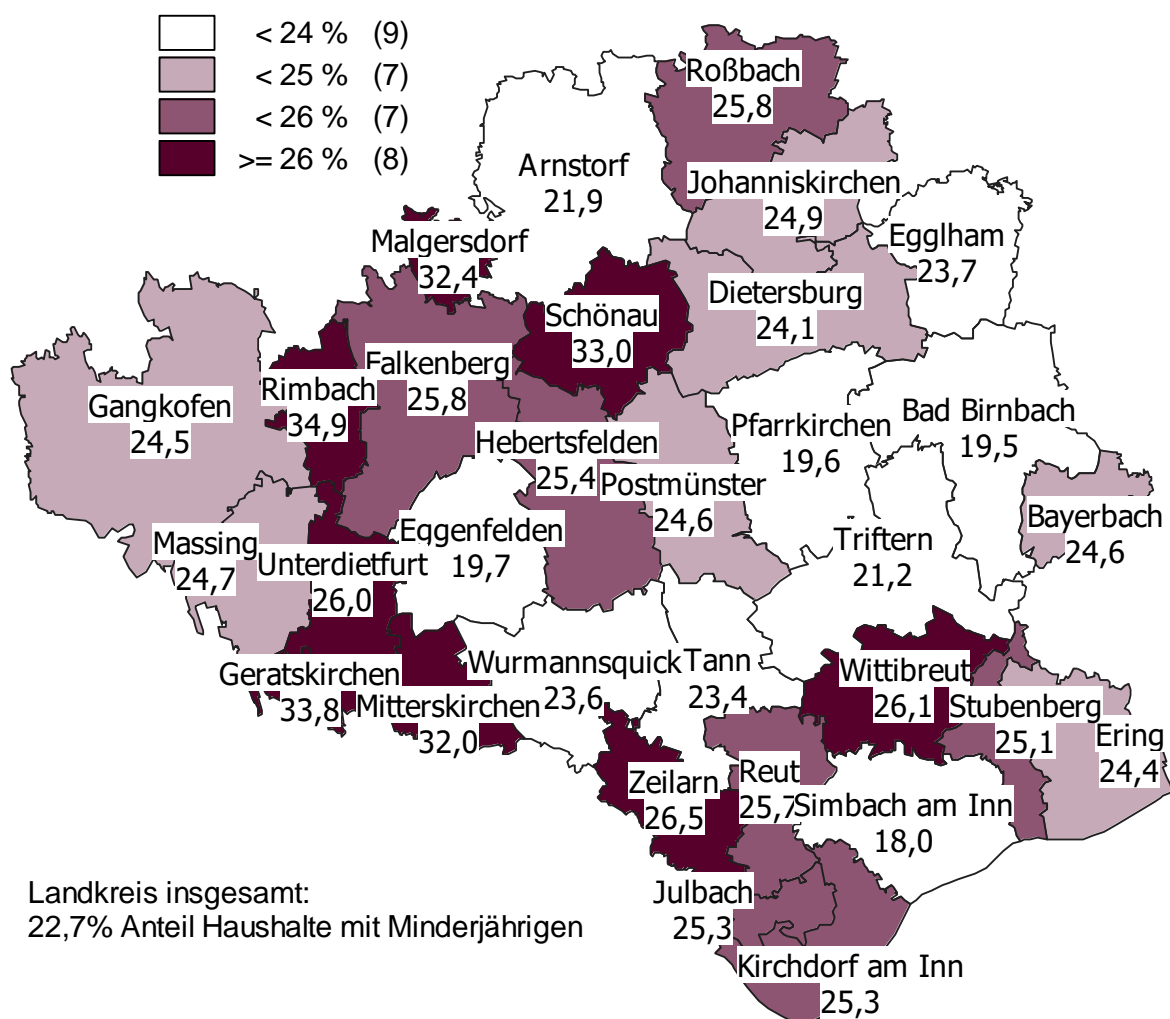 < 24 % (9)
< 25 % (7)
< 26 % (7)
>= 26 % (8)
Roßbach
25,8
Arnstorf
21,9
Johanniskirchen
24,9
Egglham
23,7
Malgersdorf
32,4
Dietersburg
24,1
Schönau
33,0
Falkenberg
25,8
Rimbach
34,9
Gangkofen
24,5
Pfarrkirchen
19,6
Bad Birnbach
19,5
Hebertsfelden
25,4
Postmünster
24,6
Bayerbach
24,6
Eggenfelden
19,7
Triftern
21,2
Massing
24,7
Unterdietfurt
26,0
Geratskirchen
33,8
Mitterskirchen
32,0
Wurmannsquick
23,6
Tann
23,4
Wittibreut
26,1
Stubenberg
25,1
Ering
24,4
Zeilarn
26,5
Reut
25,7
Simbach am Inn
18,0
Julbach
25,3
Kirchdorf am Inn
25,3
Landkreis insgesamt:
22,7% Anteil Haushalte mit Minderjährigen